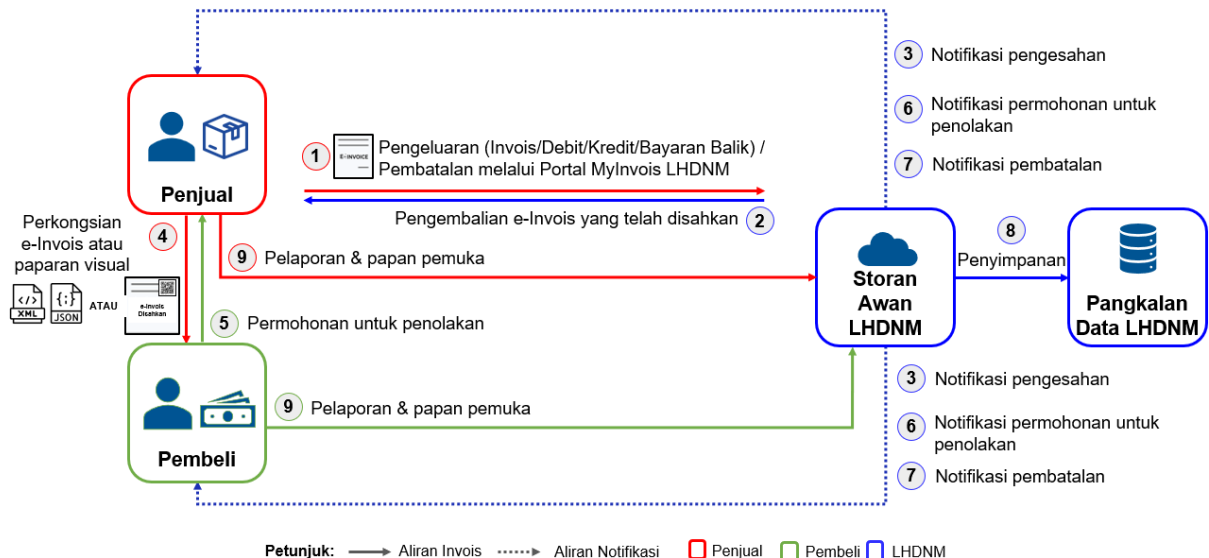 3 Notifikasi pengesahan
6 Notifikasi permohonan untuk
penolakan
7 Notifikasi pembatalan
Penjual
1 E-INVOICE Pengeluaran (Invois/Debit/Kredit/Bayaran Balik) /
Pembatalan melalui Portal MyInvois LHDNM
Pengembalian e-Invois yang telah disahkan 2
Perkongsian
e-Invois atau
paparan visual
4
</> XML {;} JSON ATAU e-Invois
Disahkan
9 Pelaporan & papan pemuka
5 Permohonan untuk penolakan
Storan
Awan
LHDNM
8
Penyimpanan
Pangkalan
Data LHDNM
Pembeli
9 Pelaporan & papan pemuka
3 Notifikasi pengesahan
6 Notifikasi permohonan untuk
penolakan
7 Notifikasi pembatalan
Petunjuk: Aliran Invois Aliran Notifikasi Penjual Pembeli LHDNM